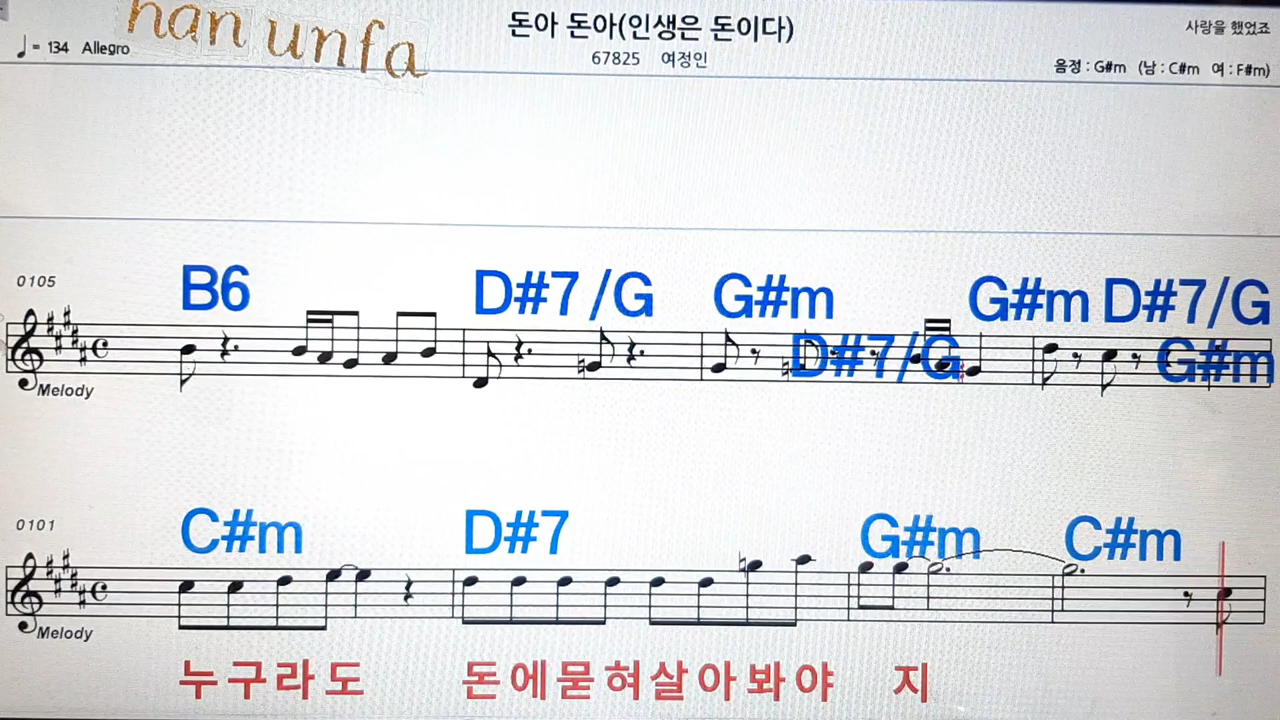 han unfa
돈아 돈아(인생은 돈이다)
사랑을 했었죠
♩= 134 Allegro
67825 여정인
음정 : G#m (남 : C#m 여 : F#m)
0105
B6 D#7 /G G#m D#7/G G#m D#7/G G#m
Melody
0101
C#m D#7 G#m C#m
Melody
누구라도 돈에묻혀살아봐야 지